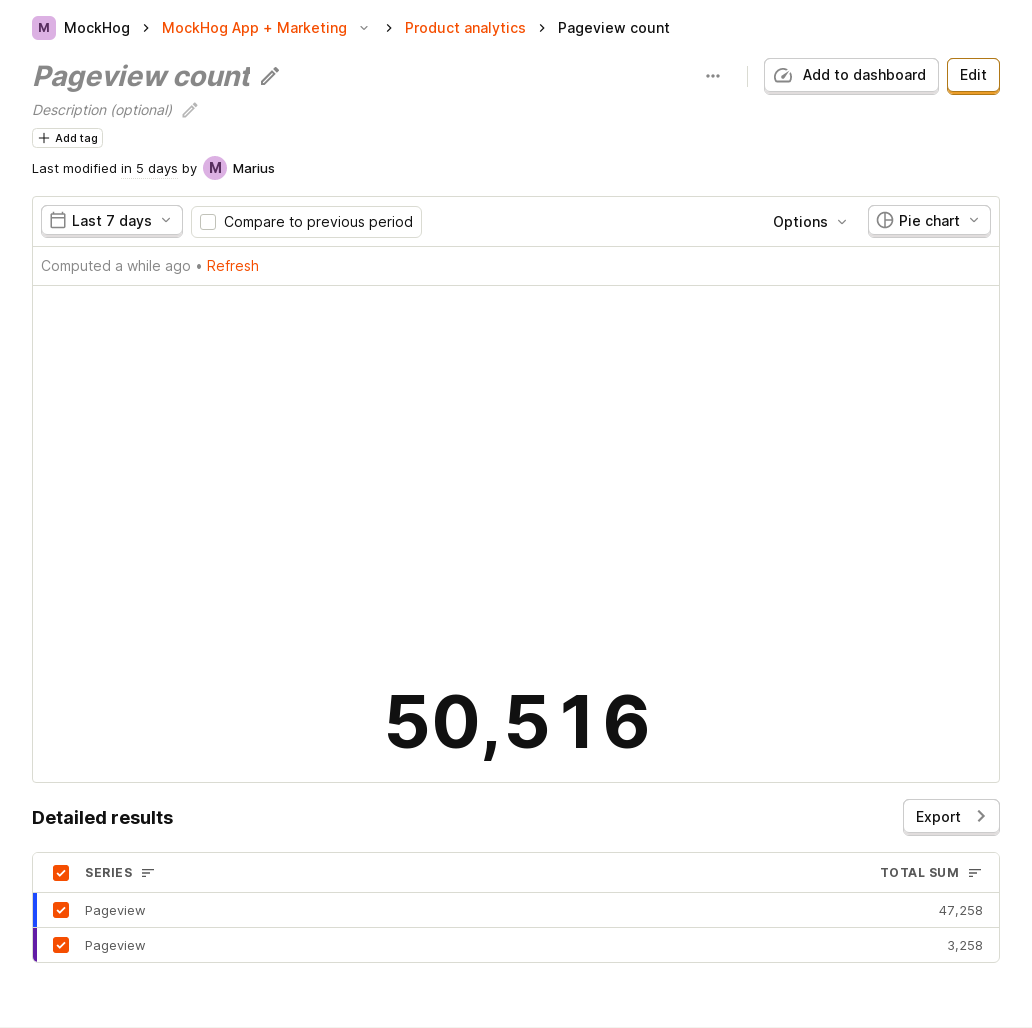 M MockHog MockHog App + Marketing Product analytics Pageview count
Pageview count
Add to dashboard Edit
Description (optional)
Add tag
Last modified in 5 days by M Marius
Last 7 days Compare to previous period Options Pie chart
Computed a while ago • Refresh
50,516
Detailed results Export
SERIES TOTAL SUM
Pageview 47,258
Pageview 3,258